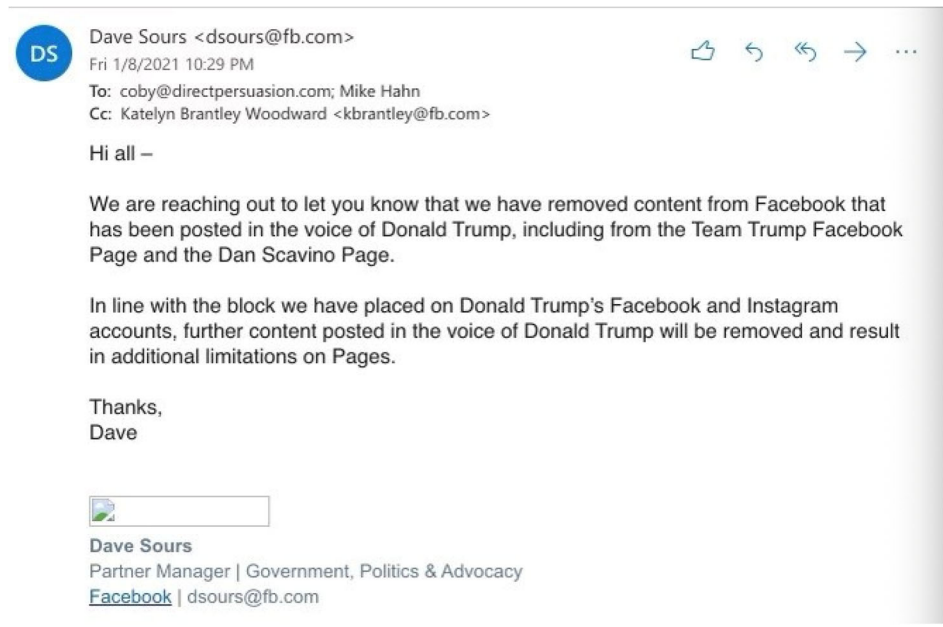 DS
Dave Sours <dsours@fb.com>
Fri 1/8/2021 10:29 PM
To: coby@directpersuasion.com; Mike Hahn
Cc: Katelyn Brantley Woodward <kbrantley@fb.com>
Hi all –
We are reaching out to let you know that we have removed content from Facebook that
has been posted in the voice of Donald Trump, including from the Team Trump Facebook
Page and the Dan Scavino Page.
In line with the block we have placed on Donald Trump's Facebook and Instagram
accounts, further content posted in the voice of Donald Trump will be removed and result
in additional limitations on Pages.
Thanks,
Dave
Dave Sours
Partner Manager | Government, Politics & Advocacy
Facebook | dsours@fb.com